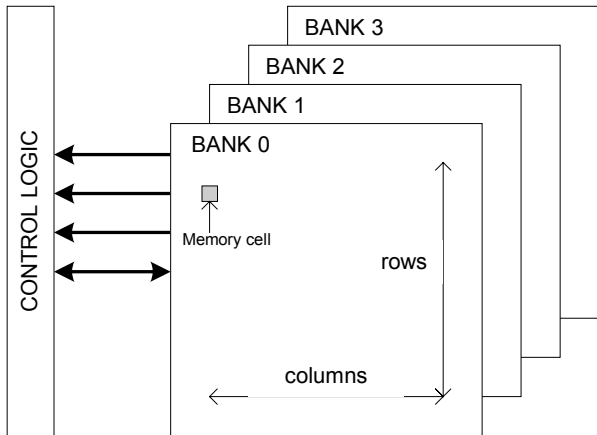 BANK 3
BANK 2
BANK 1
BANK 0
CONTROL LOGIC
Memory cell
rows
columns